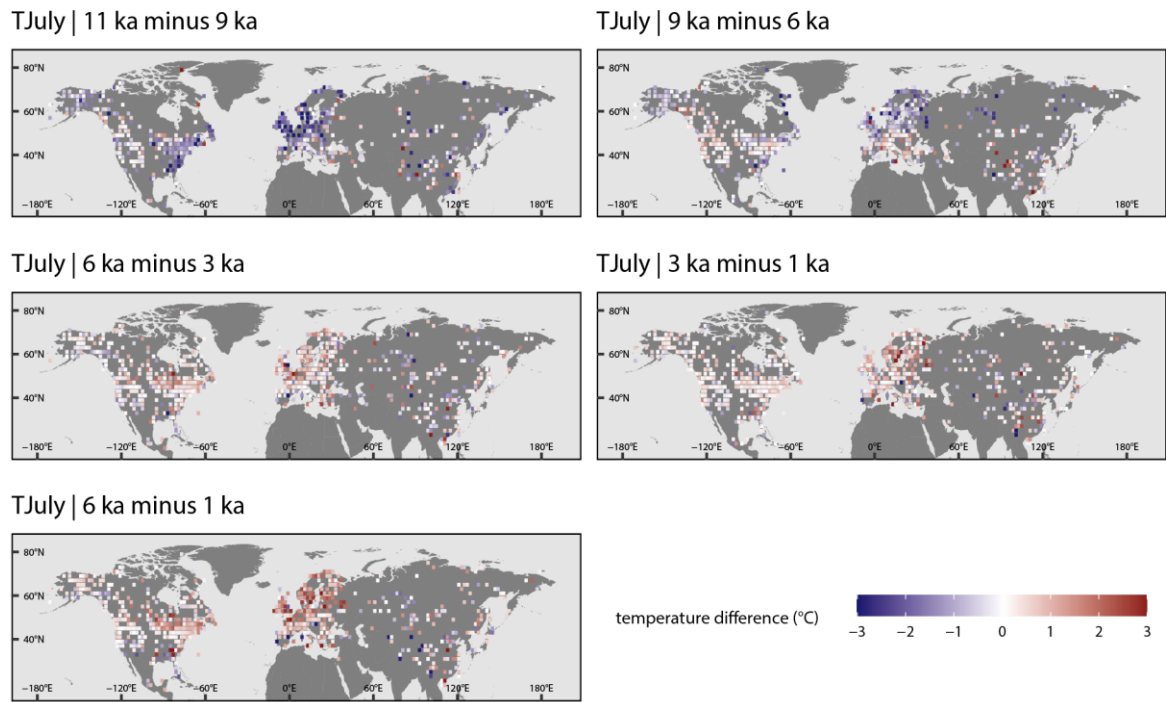 TJuly | 11 ka minus 9 ka
80°N
60°N
40°N
−180°E −120°E −60°E 0°E 60°E 120°E 180°E
TJuly | 9 ka minus 6 ka
80°N
60°N
40°N
−180°E −120°E −60°E 0°E 60°E 120°E 180°E
TJuly | 6 ka minus 3 ka
80°N
60°N
40°N
−180°E −120°E −60°E 0°E 60°E 120°E 180°E
TJuly | 3 ka minus 1 ka
80°N
60°N
40°N
−180°E −120°E −60°E 0°E 60°E 120°E 180°E
TJuly | 6 ka minus 1 ka
80°N
60°N
40°N
−180°E −120°E −60°E 0°E 60°E 120°E 180°E
temperature difference (°C)
−3 −2 −1 0 1 2 3